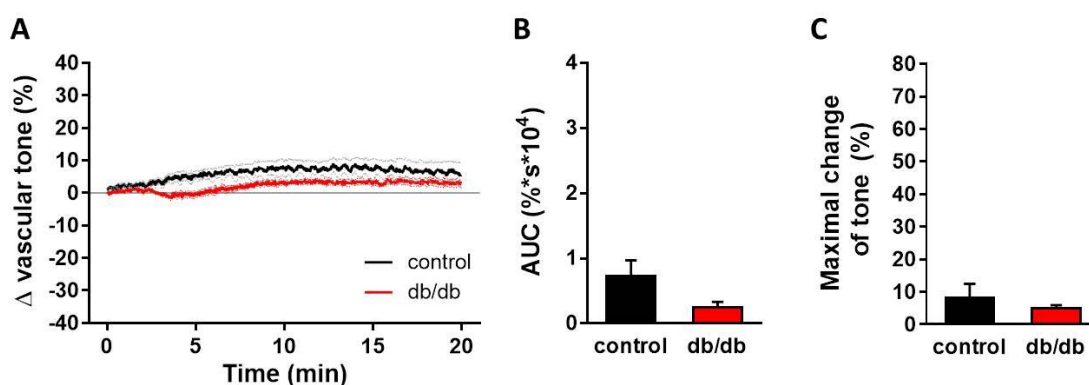 A
Δ vascular tone (%)
40
30
20
10
0
-10
-20
-30
-40
control
db/db
0 5 10 15 20
Time (min)
B
AUC (%*s*10⁴)
4
3
2
1
0
control db/db
C
Maximal change
of tone (%)
80
70
60
50
40
30
20
10
0
control db/db